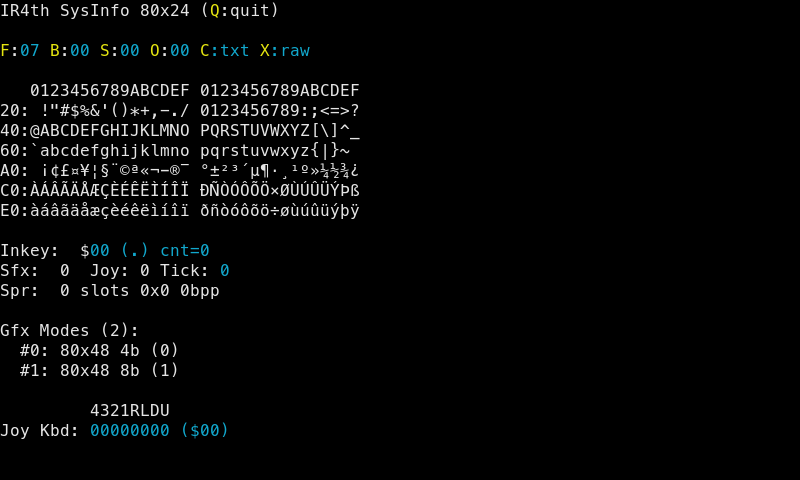 IR4th SysInfo 80x24 (Q:quit)
F:07 B:00 S:00 O:00 C:txt X:raw
0123456789ABCDEF 0123456789ABCDEF
20: !"#$%&'()*+,-./ 0123456789:;<=>?
40:@ABCDEFGHIJKLMNO PQRSTUVWXYZ[\]^_
60:`abcdefghijklmno pqrstuvwxyz{|}~
A0: ¡¢£¤¥¦§¨©ª«¬-®¯ °±²³´µ¶·¸¹º»¼½¾¿
C0:ÀÁÂÃÄÅÆÇÈÉÊËÌÍÎÏ ÐÑÒÓÔÕÖ×ØÙÚÛÜÝÞß
E0:àáâãäåæçèéêëìíîï ðñòóôõö÷øùúûüýþÿ
Inkey:  $00 (.) cnt=0
Sfx:  0  Joy: 0 Tick: 0
Spr:  0 slots 0x0 0bpp
Gfx Modes (2):
#0: 80x48 4b (0)
#1: 80x48 8b (1)
4321RLDU
Joy Kbd: 00000000 ($00)